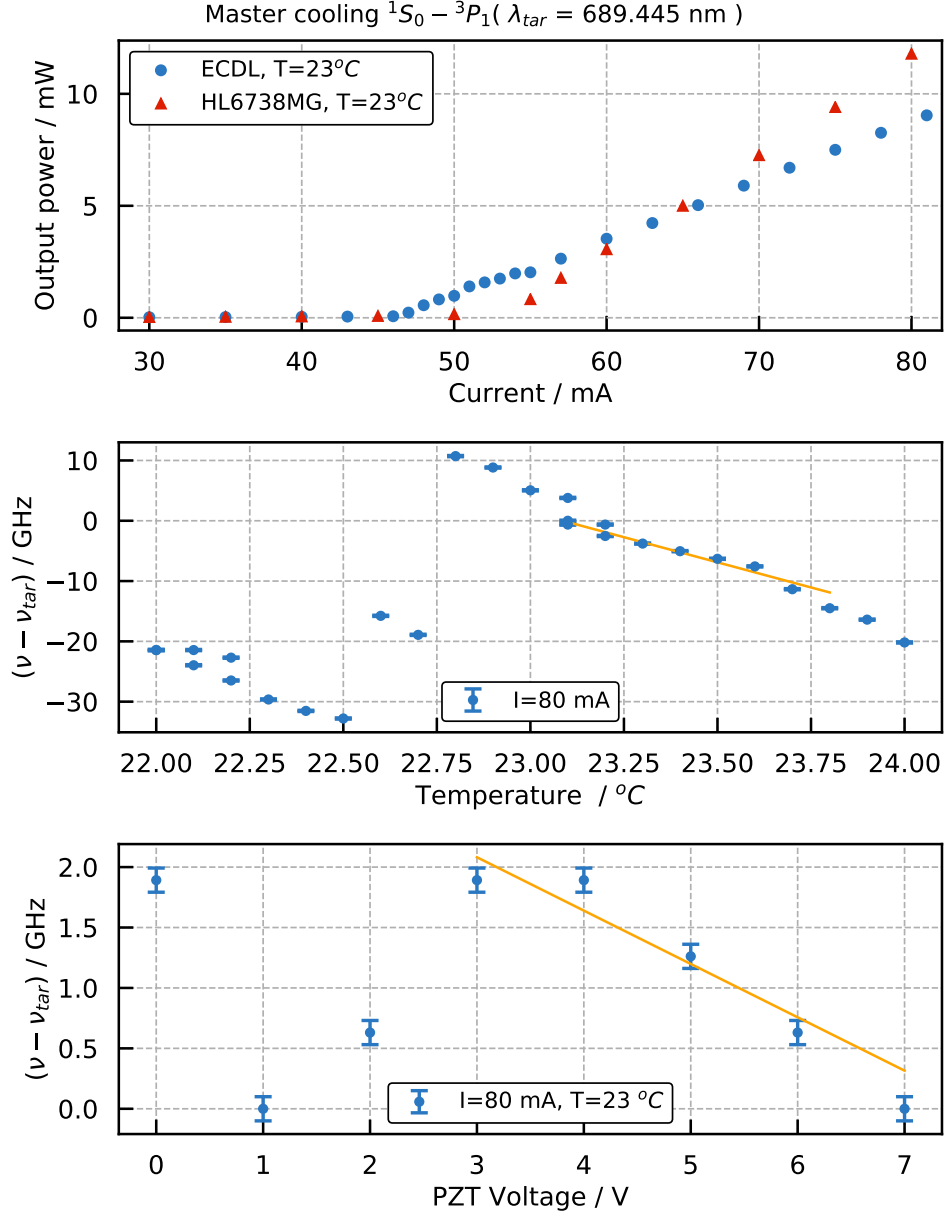 Master cooling ¹S₀ − ³P₁( λ_tar = 689.445 nm )
Output power / mW
10
5
0
ECDL, T=23°C
HL6738MG, T=23°C
30 40 50 60 70 80
Current / mA
(ν − ν_tar) / GHz
10
0
−10
−20
−30
I=80 mA
22.00 22.25 22.50 22.75 23.00 23.25 23.50 23.75 24.00
Temperature / °C
(ν − ν_tar) / GHz
2.0
1.5
1.0
0.5
0.0
I=80 mA, T=23 °C
0 1 2 3 4 5 6 7
PZT Voltage / V